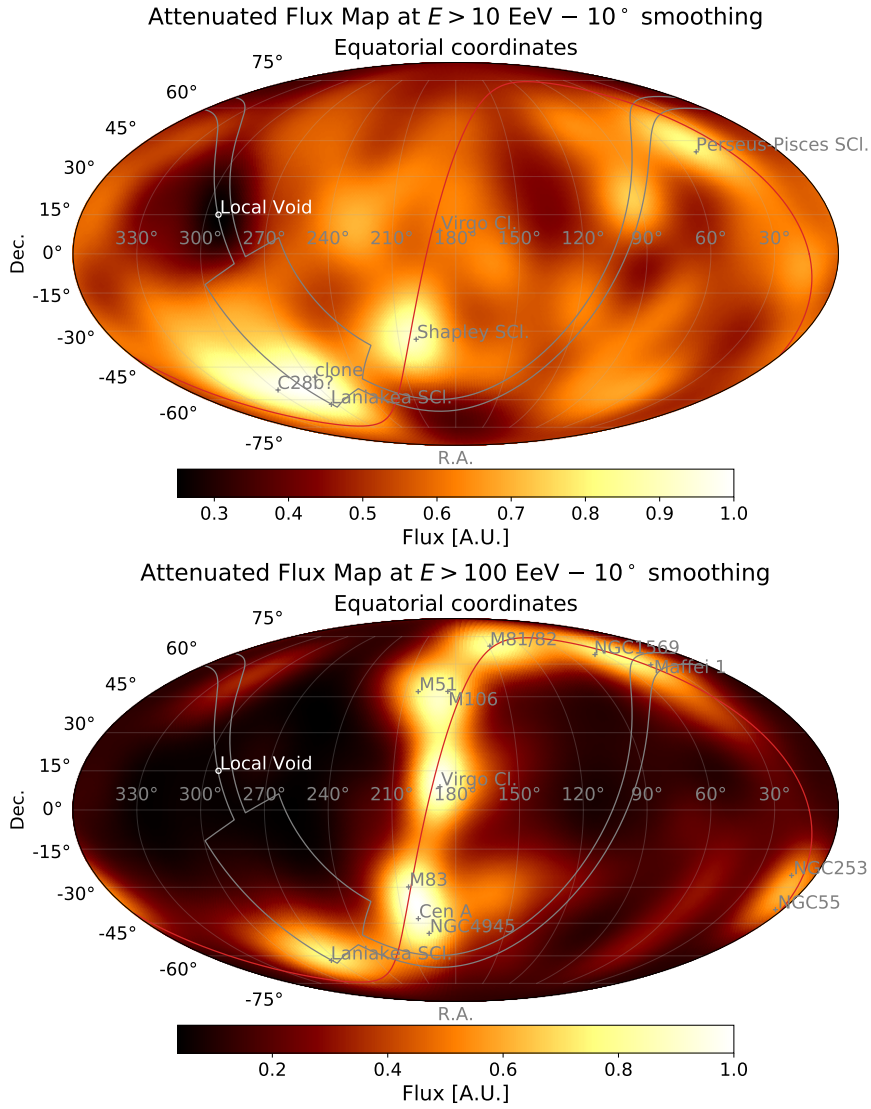 Attenuated Flux Map at E > 10 EeV − 10° smoothing
Equatorial coordinates
75°
60°
45°
30°
15°
0°
-15°
-30°
-45°
-60°
-75°
Dec.
Perseus-Pisces SCl.
Local Void
Virgo Cl.
330° 300° 270° 240° 210° 180° 150° 120° 90° 60° 30°
Shapley SCl.
clone
C28b?
Laniakea SCl.
R.A.
0.3 0.4 0.5 0.6 0.7 0.8 0.9 1.0
Flux [A.U.]
Attenuated Flux Map at E > 100 EeV − 10° smoothing
Equatorial coordinates
75°
60°
45°
30°
15°
0°
-15°
-30°
-45°
-60°
-75°
Dec.
M81/82
NGC1569
Maffei 1
M51
M106
Local Void
Virgo Cl.
330° 300° 270° 240° 210° 180° 150° 120° 90° 60° 30°
NGC253
M83
NGC55
Cen A
NGC4945
Laniakea SCl.
R.A.
0.2 0.4 0.6 0.8 1.0
Flux [A.U.]